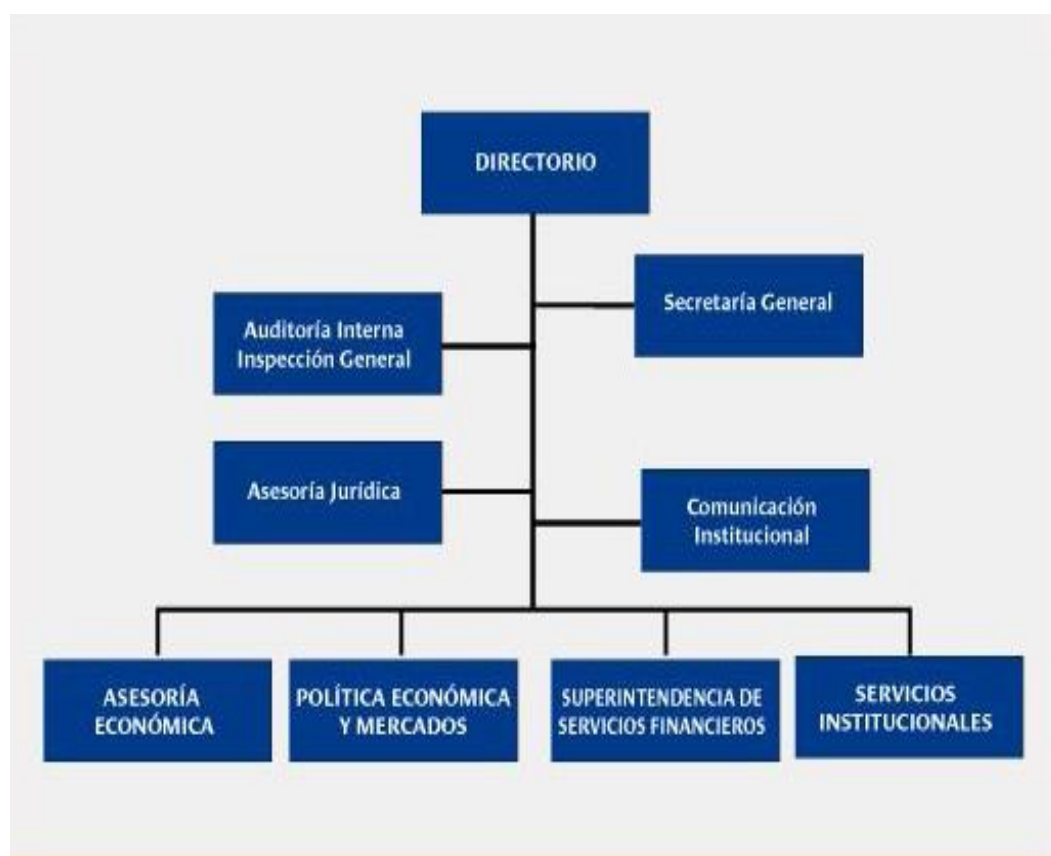 DIRECTORIO
Secretaría General
Auditoría Interna
Inspección General
Asesoría Jurídica
Comunicación
Institucional
ASESORÍA
ECONÓMICA
POLÍTICA ECONÓMICA
Y MERCADOS
SUPERINTENDENCIA DE
SERVICIOS FINANCIEROS
SERVICIOS
INSTITUCIONALES